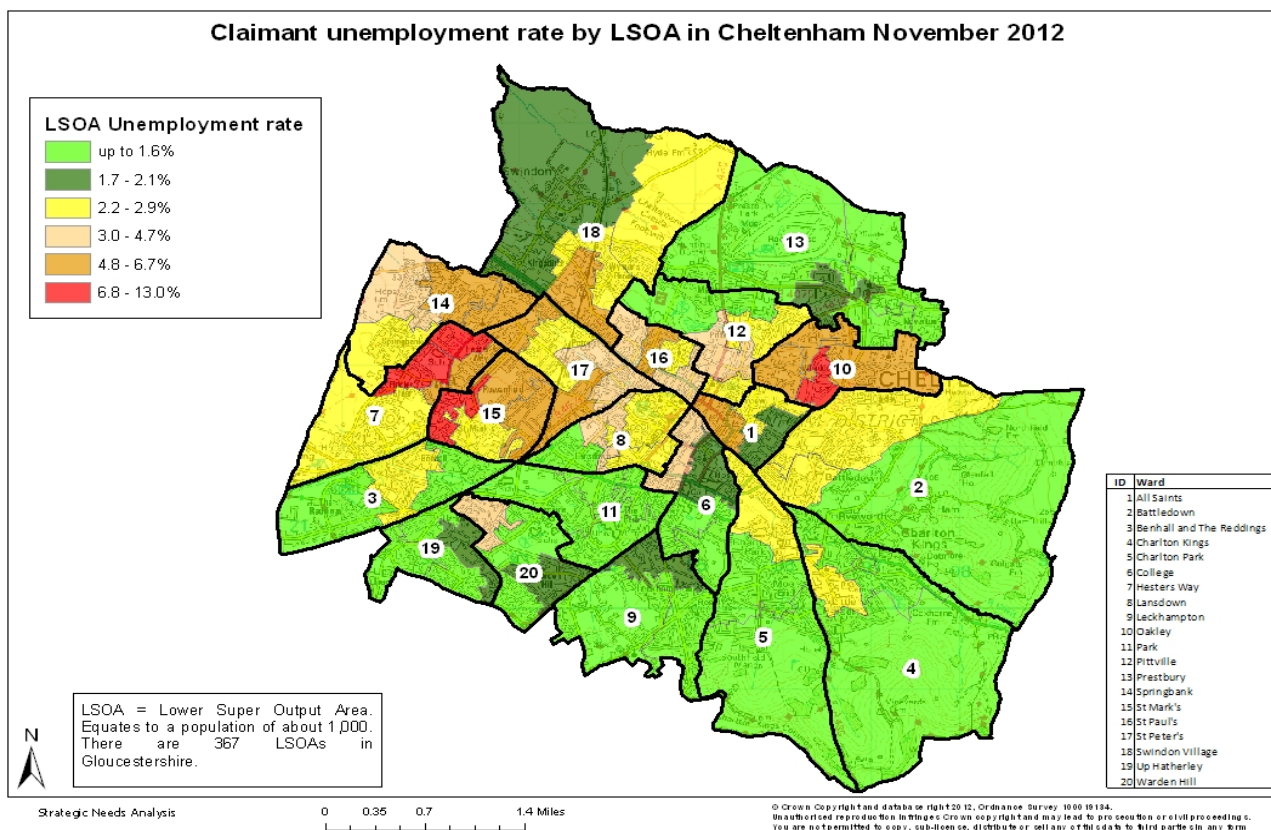 Claimant unemployment rate by LSOA in Cheltenham November 2012
LSOA Unemployment rate
up to 1.6%
1.7 - 2.1%
2.2 - 2.9%
3.0 - 4.7%
4.8 - 6.7%
6.8 - 13.0%
Swindon
18
13
14
12
16
10
17
CHELTE
7
15
8
1
2
3
6
11
Charlton
Kings
19
20
9
5
4
ID Ward
1 All Saints
2 Battledown
3 Benhall and The Reddings
4 Charlton Kings
5 Charlton Park
6 College
7 Hesters Way
8 Lansdown
9 Leckhampton
10 Oakley
11 Park
12 Pittville
13 Prestbury
14 Springbank
15 St Mark's
16 St Paul's
17 St Peter's
18 Swindon Village
19 Up Hatherley
20 Warden Hill
LSOA = Lower Super Output Area.
Equates to a population of about 1,000.
There are 367 LSOAs in
Gloucestershire.
N
Strategic Needs Analysis
0 0.35 0.7 1.4 Miles
© Crown Copyright and database right 2012, Ordnance Survey 100019134.
Unauthorised reproduction infringes Crown copyright and may lead to prosecution or civil proceedings.
You are not permitted to copy, sub-license, distribute or sell any of this data to third parties in any form